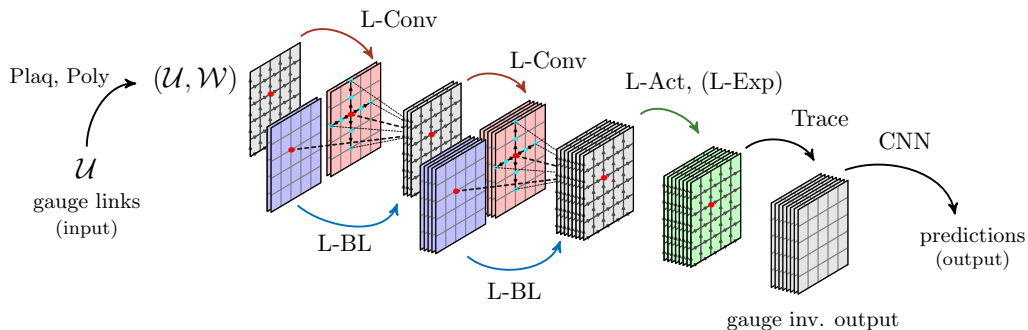 L-Conv
Plaq, Poly
(𝒰, 𝒲)
L-Conv
L-Act, (L-Exp)
Trace
CNN
𝒰
gauge links
(input)
L-BL
L-BL
predictions
(output)
gauge inv. output